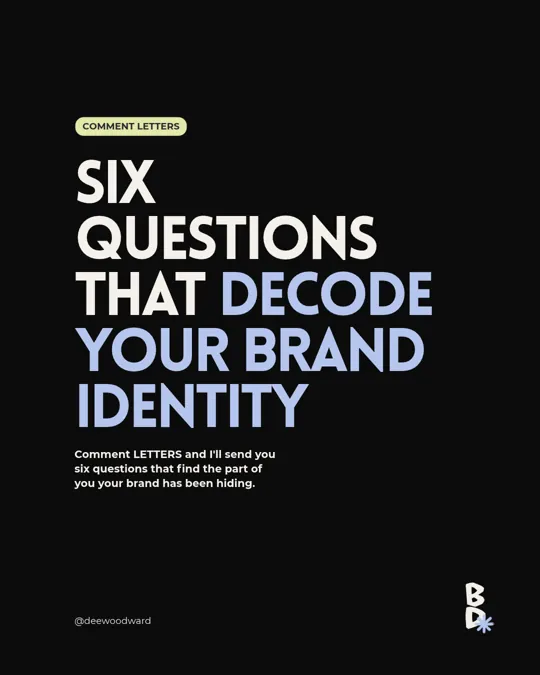 COMMENT LETTERS
SIX
QUESTIONS
THAT DECODE
YOUR BRAND
IDENTITY
Comment LETTERS and I'll send you
six questions that find the part of
you your brand has been hiding.
@deewoodward
B
D